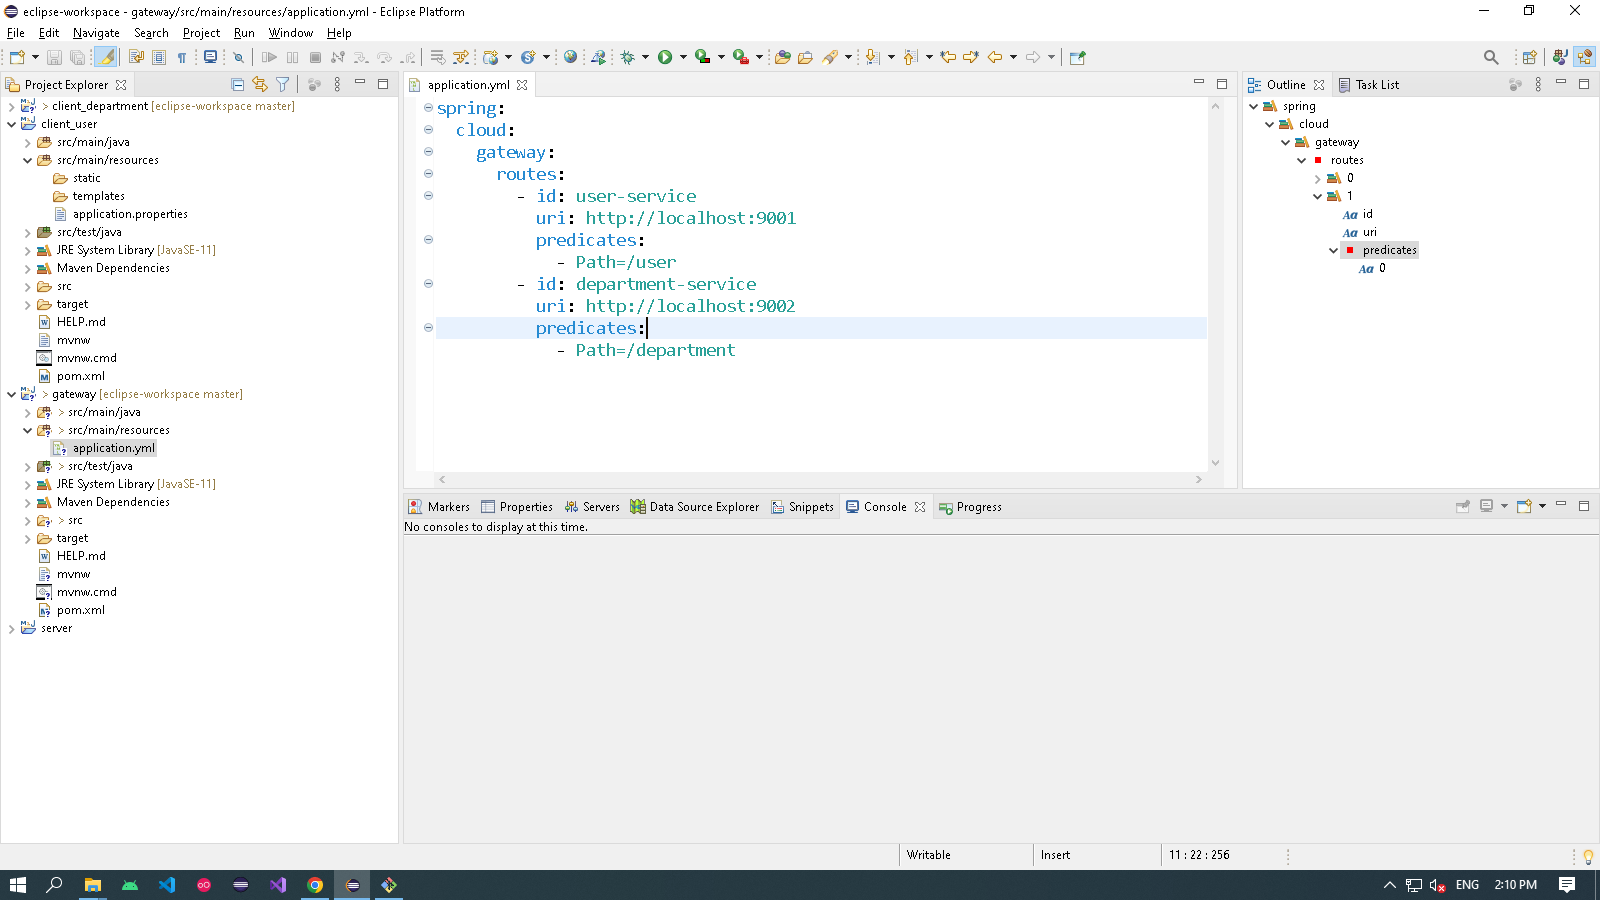 eclipse-workspace - gateway/src/main/resources/application.yml - Eclipse Platform
File Edit Navigate Search Project Run Window Help
Project Explorer
> client_department [eclipse-workspace master]
client_user
src/main/java
src/main/resources
static
templates
application.properties
src/test/java
JRE System Library [JavaSE-11]
Maven Dependencies
src
target
HELP.md
mvnw
mvnw.cmd
pom.xml
> gateway [eclipse-workspace master]
> src/main/java
> src/main/resources
application.yml
> src/test/java
JRE System Library [JavaSE-11]
Maven Dependencies
> src
target
HELP.md
mvnw
mvnw.cmd
pom.xml
server
application.yml
spring:
cloud:
gateway:
routes:
- id: user-service
uri: http://localhost:9001
predicates:
- Path=/user
- id: department-service
uri: http://localhost:9002
predicates:
- Path=/department
Outline Task List
spring
cloud
gateway
routes
0
1
Aa id
Aa uri
predicates
Aa 0
Markers Properties Servers Data Source Explorer Snippets Console Progress
No consoles to display at this time.
Writable Insert 11 : 22 : 256
ENG 2:10 PM